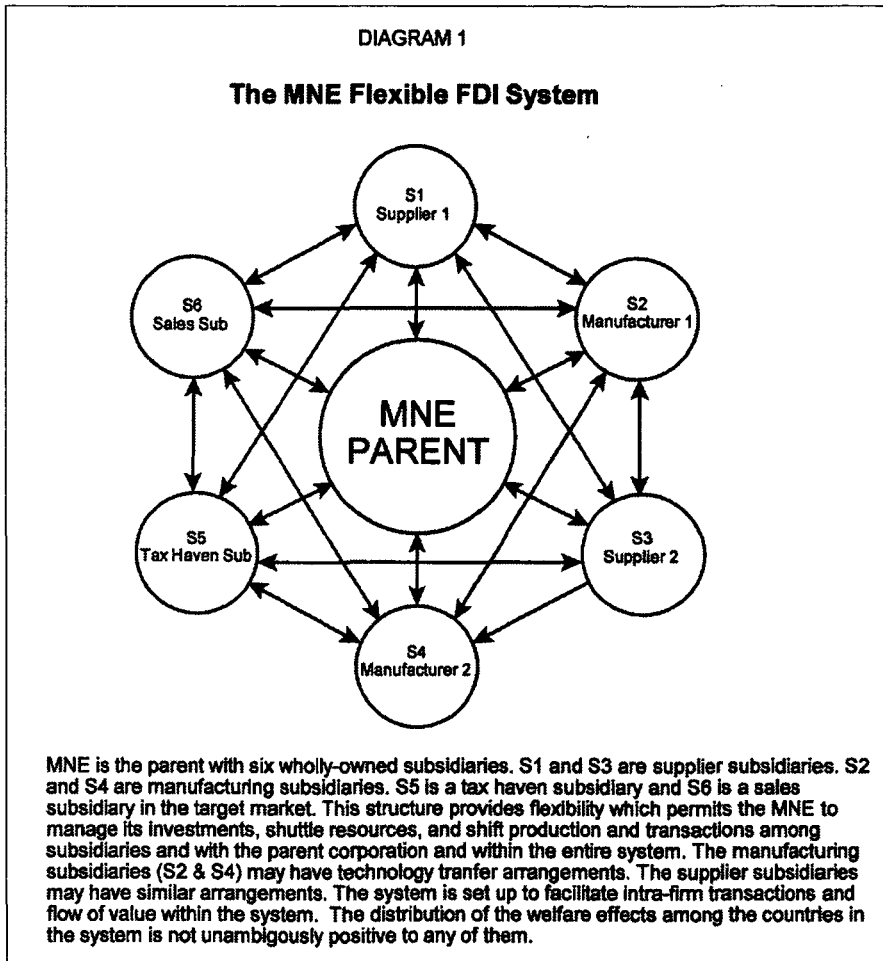 DIAGRAM 1
The MNE Flexible FDI System
S1
Supplier 1
S6
Sales Sub
S2
Manufacturer 1
MNE
PARENT
S5
Tax Haven Sub
S3
Supplier 2
S4
Manufacturer 2
MNE is the parent with six wholly-owned subsidiaries. S1 and S3 are supplier subsidiaries. S2
and S4 are manufacturing subsidiaries. S5 is a tax haven subsidiary and S6 is a sales
subsidiary in the target market. This structure provides flexibility which permits the MNE to
manage its investments, shuttle resources, and shift production and transactions among
subsidiaries and with the parent corporation and within the entire system. The manufacturing
subsidiaries (S2 & S4) may have technology tranfer arrangements. The supplier subsidiaries
may have similar arrangements. The system is set up to facilitate intra-firm transactions and
flow of value within the system. The distribution of the welfare effects among the countries in
the system is not unambigously positive to any of them.